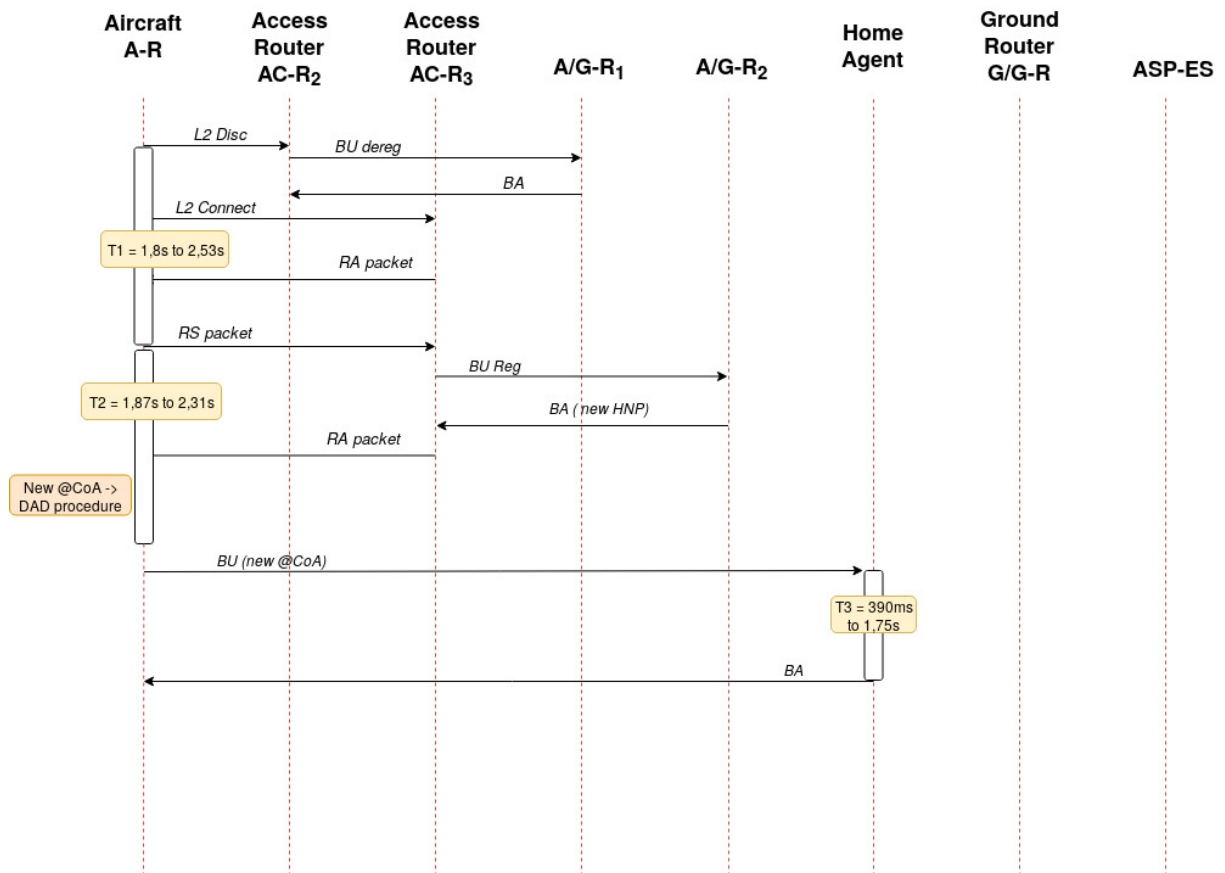 Aircraft
A-R
Access
Router
AC-R2
Access
Router
AC-R3
A/G-R1
A/G-R2
Home
Agent
Ground
Router
G/G-R
ASP-ES
L2 Disc
BU dereg
BA
L2 Connect
T1 = 1,8s to 2,53s
RA packet
RS packet
BU Reg
T2 = 1,87s to 2,31s
BA ( new HNP)
RA packet
New @CoA ->
DAD procedure
BU (new @CoA)
T3 = 390ms
to 1,75s
BA